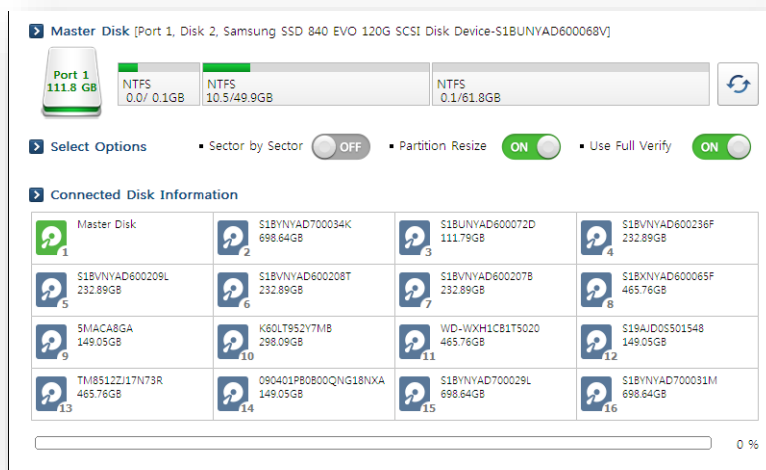 Master Disk [Port 1, Disk 2, Samsung SSD 840 EVO 120G SCSI Disk Device-S1BUNYAD600068V]
Port 1
111.8 GB
NTFS
0.0/ 0.1GB
NTFS
10.5/49.9GB
NTFS
0.1/61.8GB
Select Options
Sector by Sector
OFF
Partition Resize
ON
Use Full Verify
ON
Connected Disk Information
Master Disk
1
S1BYNYAD700034K
698.64GB
2
S1BUNYAD600072D
111.79GB
3
S1BVNYAD600236F
232.89GB
4
S1BVNYAD600209L
232.89GB
5
S1BVNYAD600208T
232.89GB
6
S1BVNYAD600207B
232.89GB
7
S1BXNYAD600065F
465.76GB
8
5MACA8GA
149.05GB
9
K60LT952Y7MB
298.09GB
10
WD-WXH1CB1T5020
465.76GB
11
S19AJD0S501548
149.05GB
12
TM8512ZJ17N73R
465.76GB
13
090401PB0B00QNG18NXA
149.05GB
14
S1BYNYAD700029L
698.64GB
15
S1BYNYAD700031M
698.64GB
16
0 %